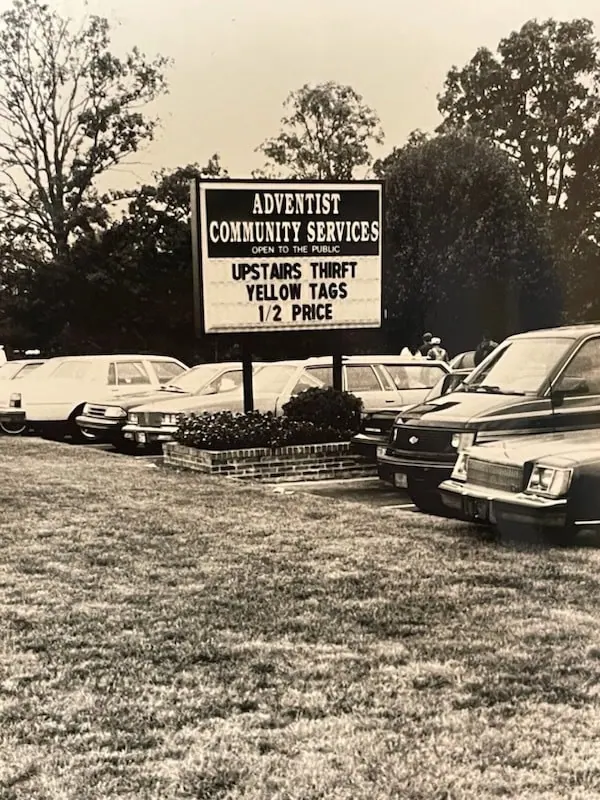 ADVENTIST
COMMUNITY SERVICES
OPEN TO THE PUBLIC
UPSTAIRS THIRFT
YELLOW TAGS
1/2 PRICE